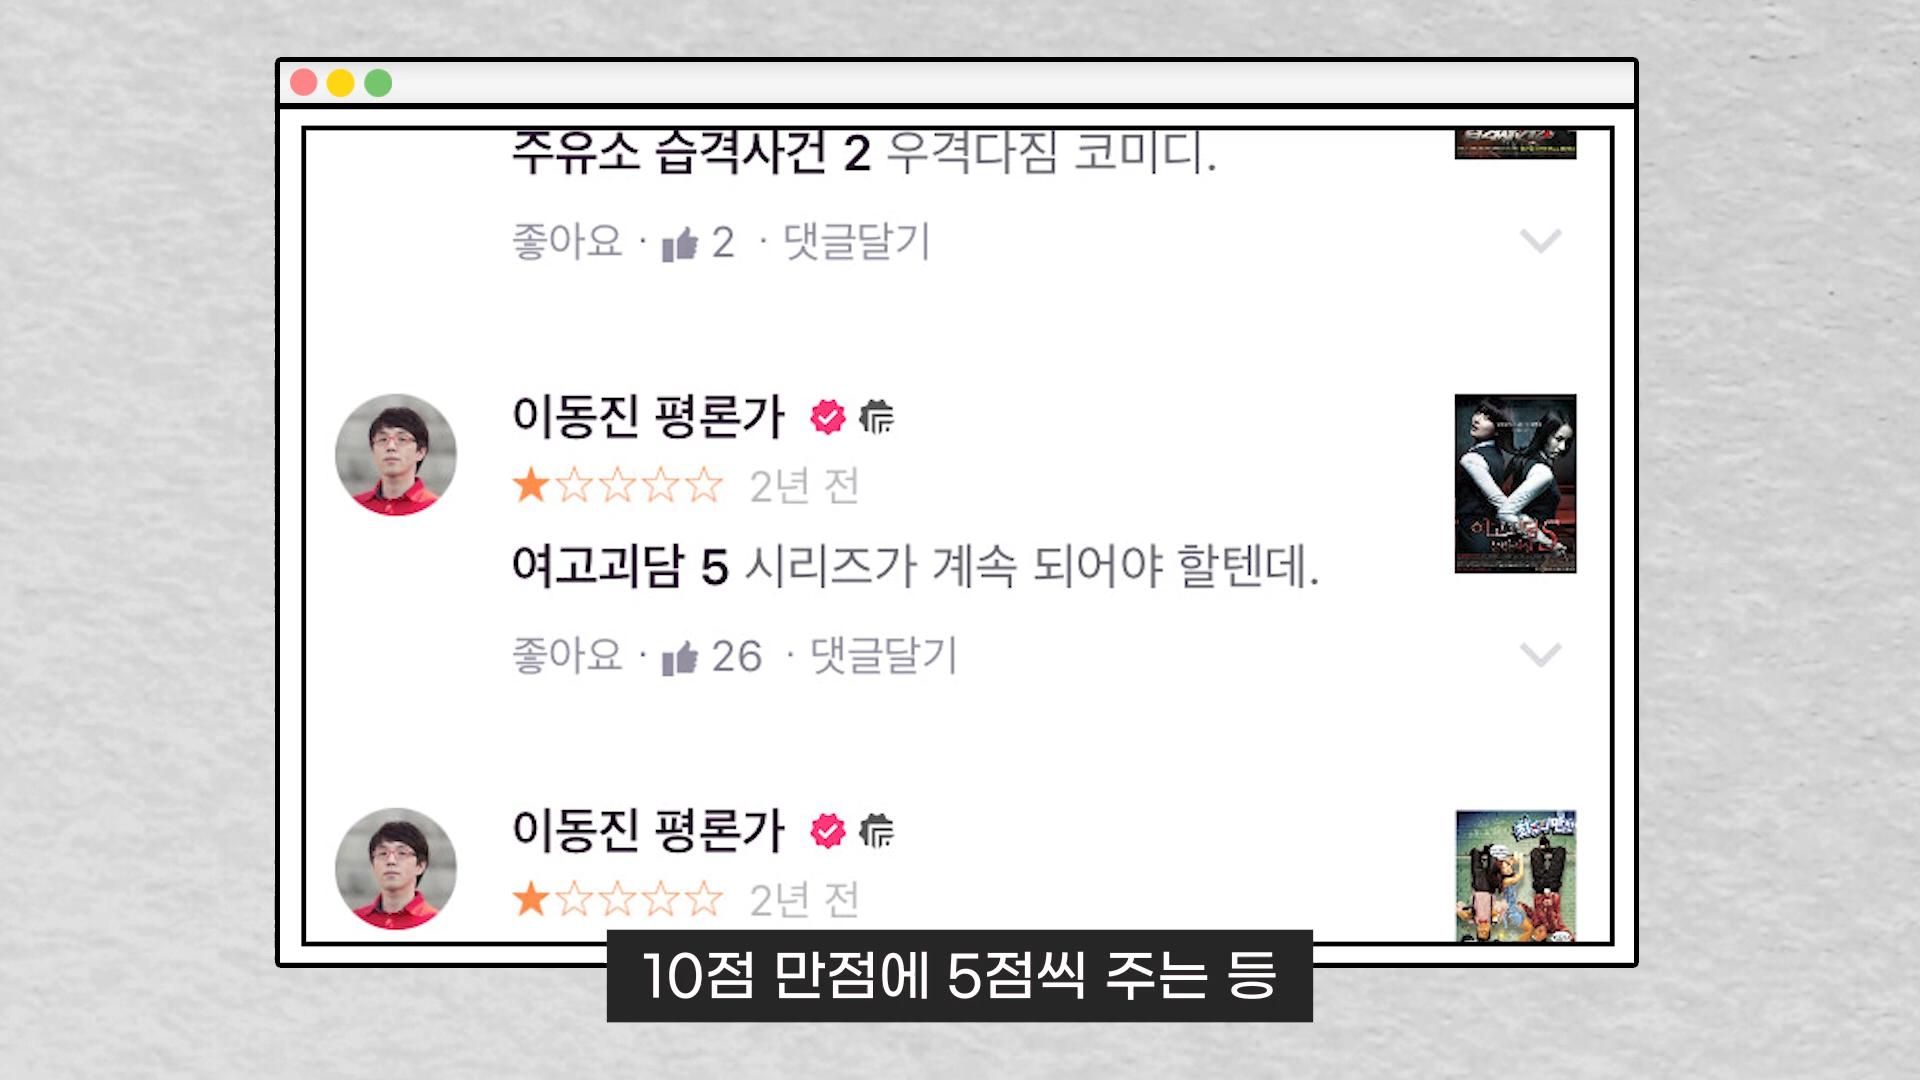 주유소 습격사건 2 우격다짐 코미디.
좋아요 · 2 · 댓글달기
이동진 평론가
2년 전
여고괴담 5 시리즈가 계속 되어야 할텐데.
좋아요 · 26 · 댓글달기
이동진 평론가
2년 전
10점 만점에 5점씩 주는 등